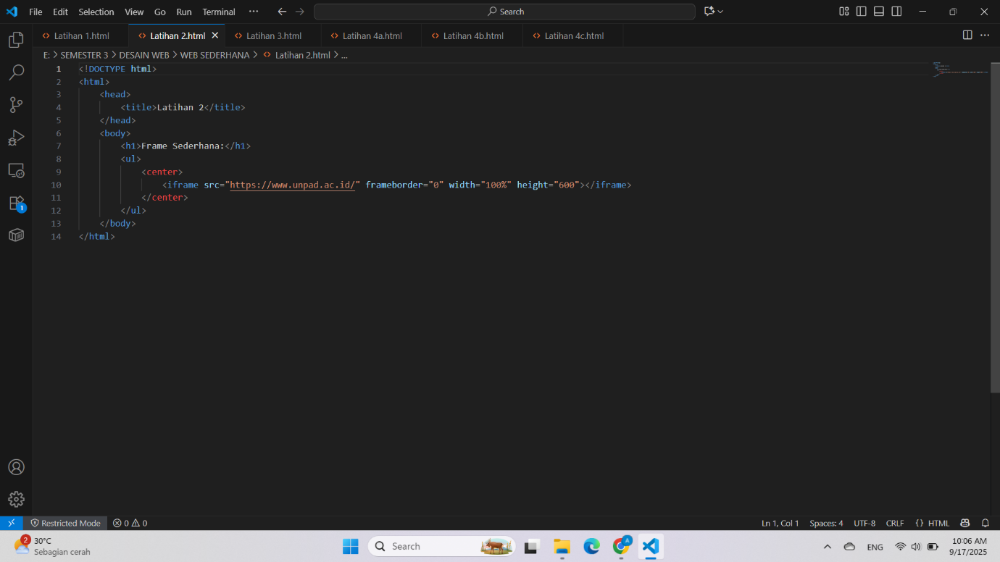 File Edit Selection View Go Run Terminal ··· Search
Latihan 1.html Latihan 2.html Latihan 3.html Latihan 4a.html Latihan 4b.html Latihan 4c.html
E: > SEMESTER 3 > DESAIN WEB > WEB SEDERHANA > Latihan 2.html > ...
1 <!DOCTYPE html>
2 <html>
3 <head>
4 <title>Latihan 2</title>
5 </head>
6 <body>
7 <h1>Frame Sederhana:</h1>
8 <ul>
9 <center>
10 <iframe src="https://www.unpad.ac.id/" frameborder="0" width="100%" height="600"></iframe>
11 </center>
12 </ul>
13 </body>
14 </html>
1
Restricted Mode 0 0 Ln 1, Col 1 Spaces: 4 UTF-8 CRLF {} HTML
2 30°C
Sebagian cerah
Search
A
ENG
10:06 AM
9/17/2025